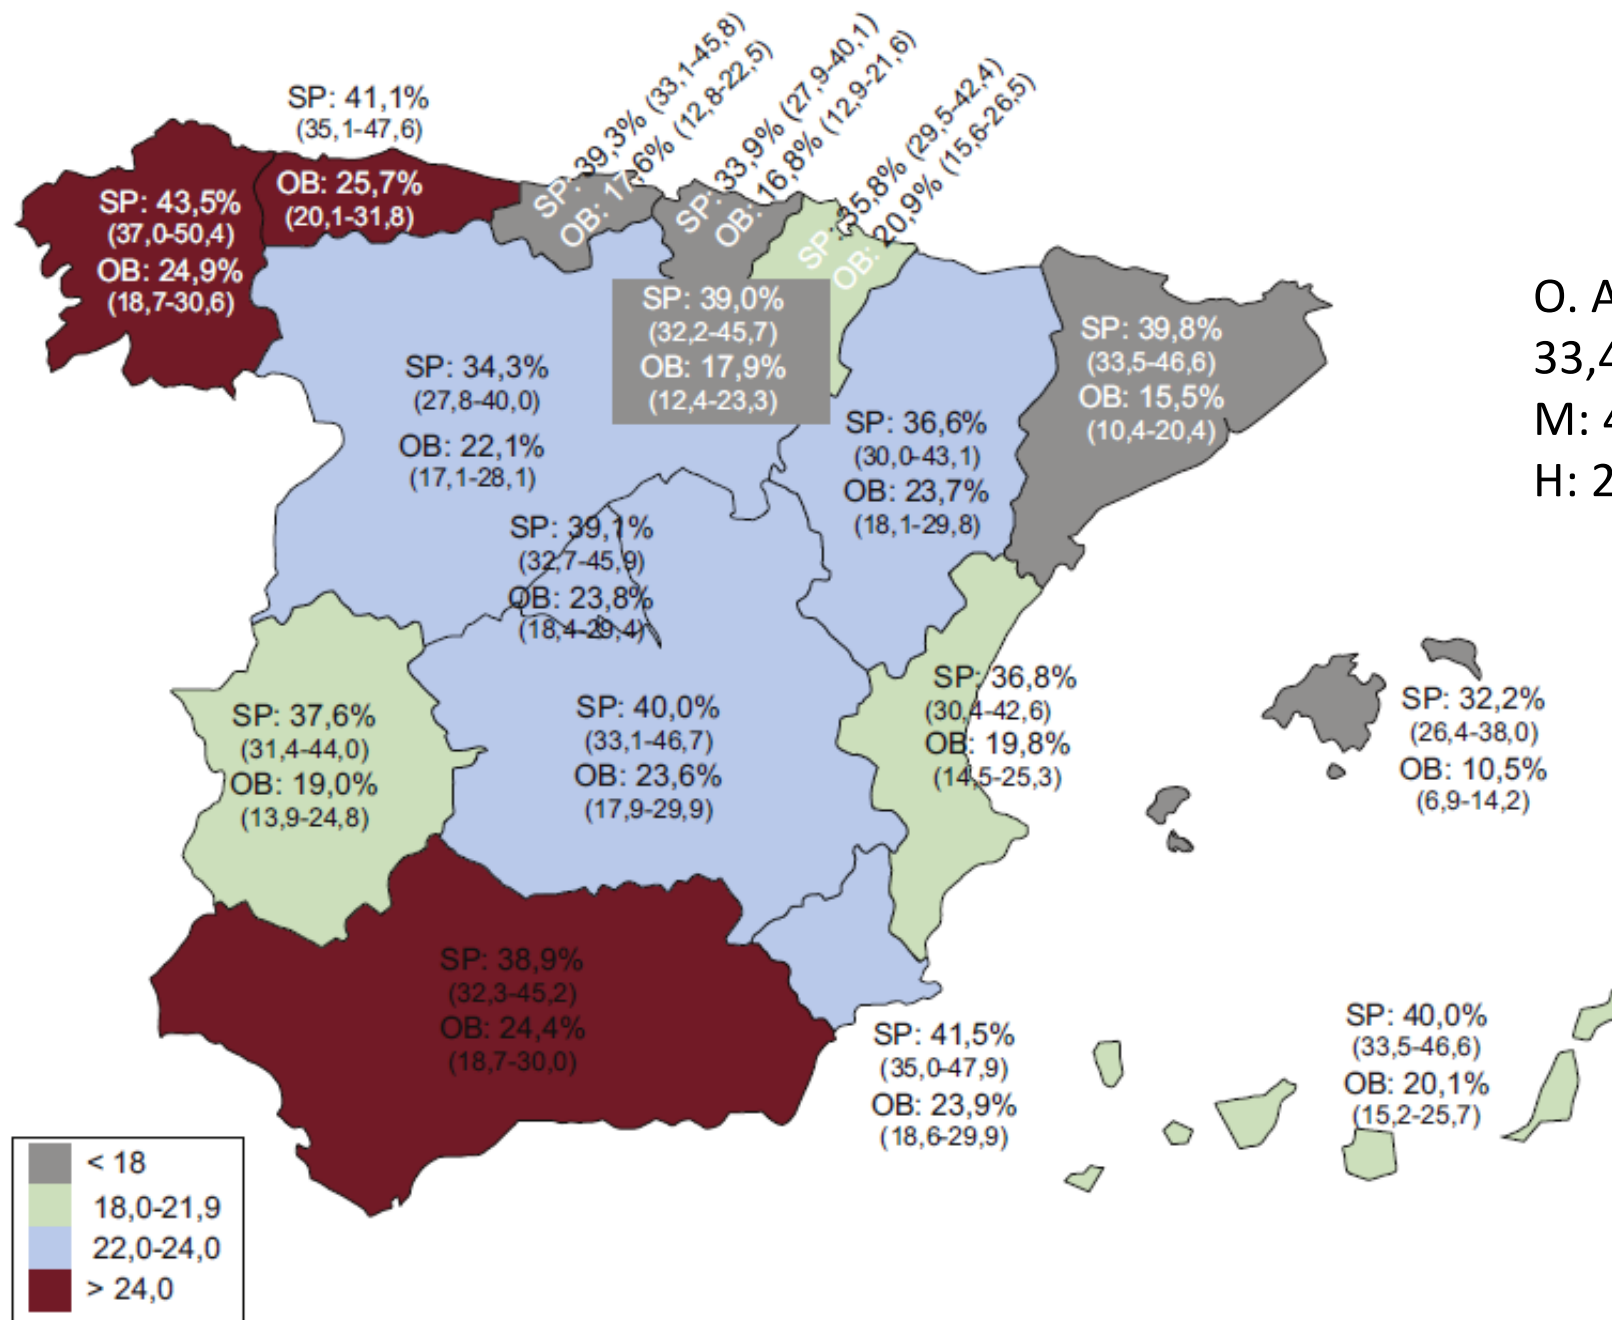 SP: 39,3% (33,1-45,8)
OB: 17,6% (12,8-22,5)
SP: 33,9% (27,9-40,1)
OB: 16,8% (12,9-21,6)
SP: 35,8% (29,5-42,4)
OB: 20,9% (15,6-26,5)
SP: 41,1%
(35,1-47,6)
OB: 25,7%
(20,1-31,8)
SP: 43,5%
(37,0-50,4)
OB: 24,9%
(18,7-30,6)
SP: 39,0%
(32,2-45,7)
OB: 17,9%
(12,4-23,3)
SP: 39,8%
(33,5-46,6)
OB: 15,5%
(10,4-20,4)
O. A
33,4
M: 4
H: 2
SP: 34,3%
(27,8-40,0)
OB: 22,1%
(17,1-28,1)
SP: 36,6%
(30,0-43,1)
OB: 23,7%
(18,1-29,8)
SP: 39,1%
(32,7-45,9)
OB: 23,8%
(18,4-29,4)
SP: 36,8%
(30,4-42,6)
OB: 19,8%
(14,5-25,3)
SP: 32,2%
(26,4-38,0)
OB: 10,5%
(6,9-14,2)
SP: 37,6%
(31,4-44,0)
OB: 19,0%
(13,9-24,8)
SP: 40,0%
(33,1-46,7)
OB: 23,6%
(17,9-29,9)
SP: 38,9%
(32,3-45,2)
OB: 24,4%
(18,7-30,0)
SP: 41,5%
(35,0-47,9)
OB: 23,9%
(18,6-29,9)
SP: 40,0%
(33,5-46,6)
OB: 20,1%
(15,2-25,7)
< 18
18,0-21,9
22,0-24,0
> 24,0